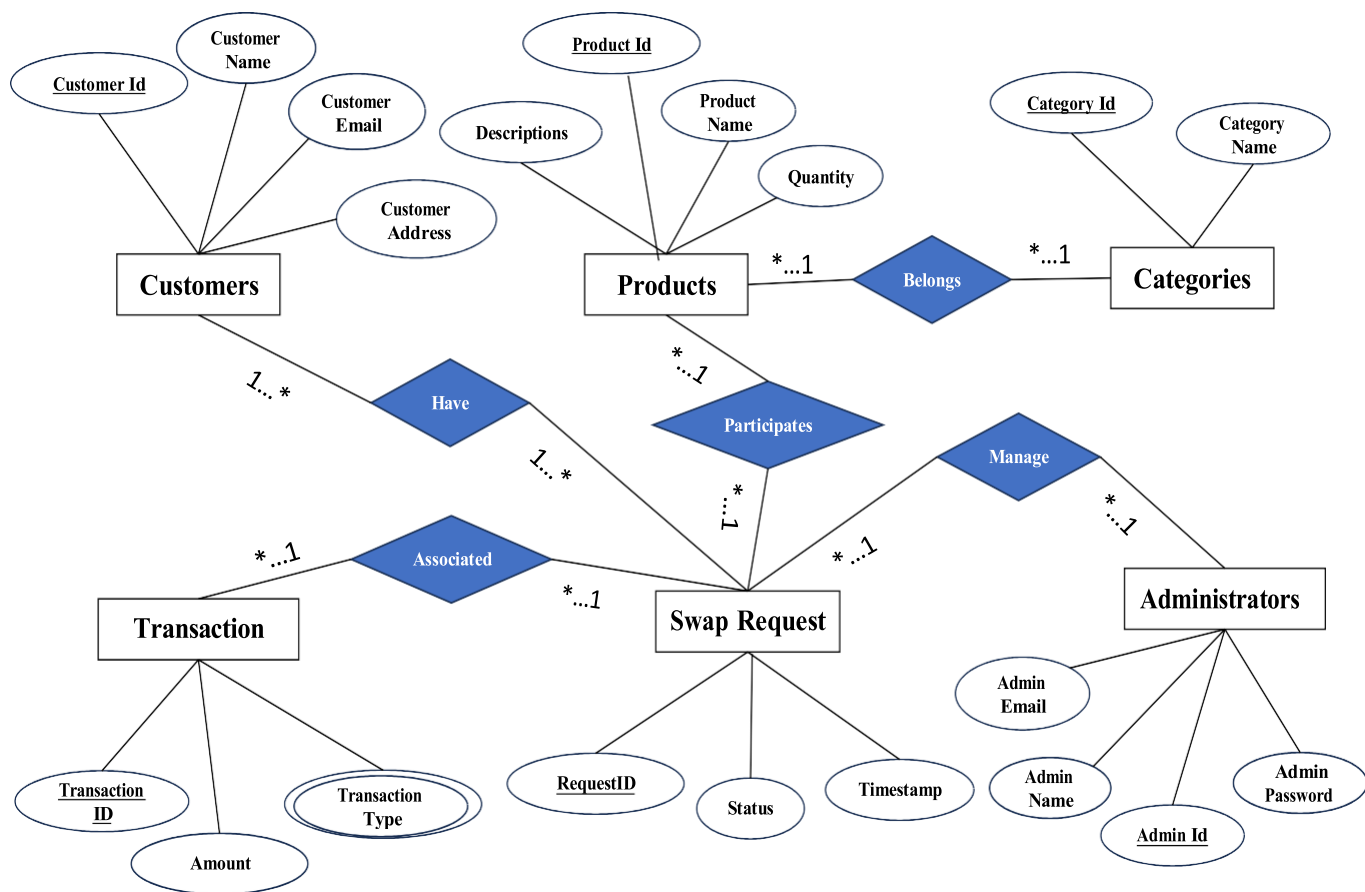 Customer Id
Customer
Name
Customer
Email
Customer
Address
Customers
Product Id
Descriptions
Product
Name
Quantity
Products
*...1
Belongs
*...1
Category Id
Category
Name
Categories
1... *
Have
1... *
*...1
Participates
*...1
Manage
*...1
*...1
*...1
Associated
*...1
Transaction
Swap Request
Administrators
Transaction
ID
Amount
Transaction
Type
RequestID
Status
Timestamp
Admin
Email
Admin
Name
Admin Id
Admin
Password